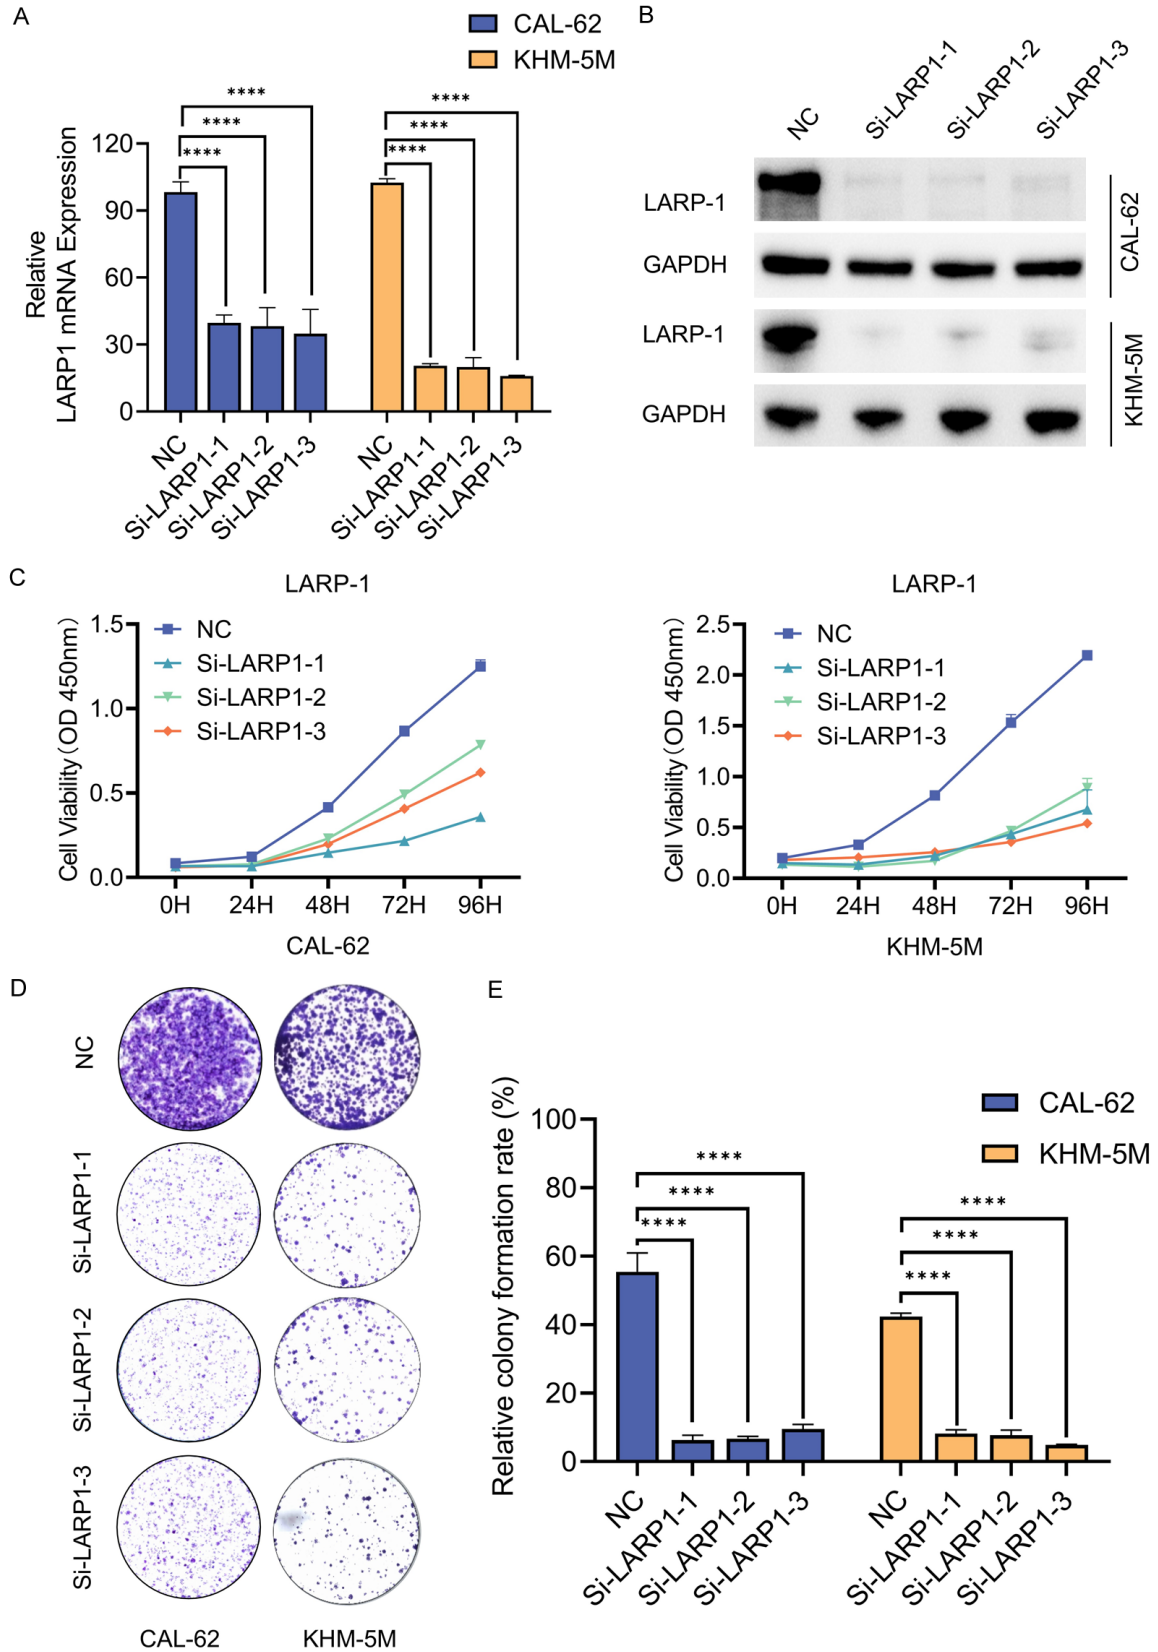 A
CAL-62
KHM-5M
Relative
LARP1 mRNA Expression
120
90
60
30
0
****
****
****
****
****
****
NC
Si-LARP1-1
Si-LARP1-2
Si-LARP1-3
NC
Si-LARP1-1
Si-LARP1-2
Si-LARP1-3
B
NC
Si-LARP1-1
Si-LARP1-2
Si-LARP1-3
LARP-1
GAPDH
CAL-62
LARP-1
GAPDH
KHM-5M
C
LARP-1
Cell Viability(OD 450nm)
1.5
1.0
0.5
0.0
NC
Si-LARP1-1
Si-LARP1-2
Si-LARP1-3
0H 24H 48H 72H 96H
CAL-62
LARP-1
Cell Viability(OD 450nm)
2.5
2.0
1.5
1.0
0.5
0.0
NC
Si-LARP1-1
Si-LARP1-2
Si-LARP1-3
0H 24H 48H 72H 96H
KHM-5M
D
NC
Si-LARP1-1
Si-LARP1-2
Si-LARP1-3
CAL-62 KHM-5M
E
CAL-62
KHM-5M
Relative colony formation rate (%)
100
80
60
40
20
0
****
****
****
****
****
****
NC
Si-LARP1-1
Si-LARP1-2
Si-LARP1-3
NC
Si-LARP1-1
Si-LARP1-2
Si-LARP1-3